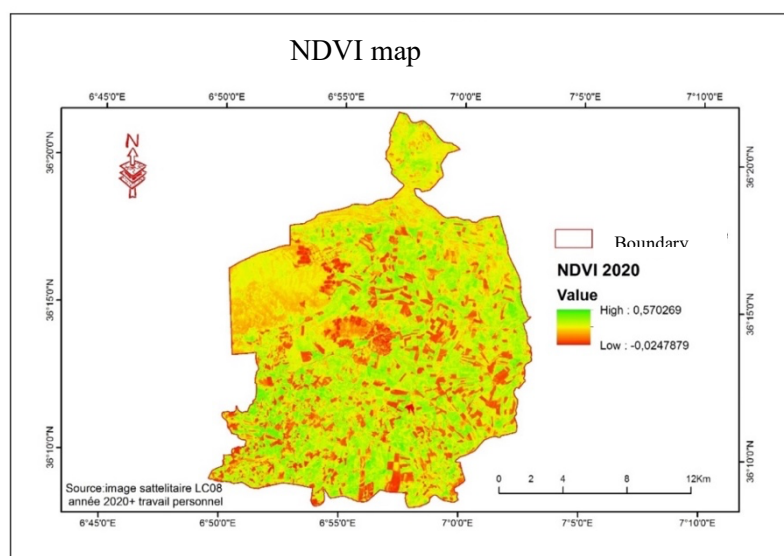 NDVI map
6°45'0"E 6°50'0"E 6°55'0"E 7°0'0"E 7°5'0"E 7°10'0"E
N
36°20'0"N 36°20'0"N
Boundary
NDVI 2020
Value
36°15'0"N 36°15'0"N
High : 0,570269
Low : -0,0247879
36°10'0"N 36°10'0"N
0 2 4 8 12Km
Source:image sattelitaire LC08
année 2020+ travail personnel
6°45'0"E 6°50'0"E 6°55'0"E 7°0'0"E 7°5'0"E 7°10'0"E